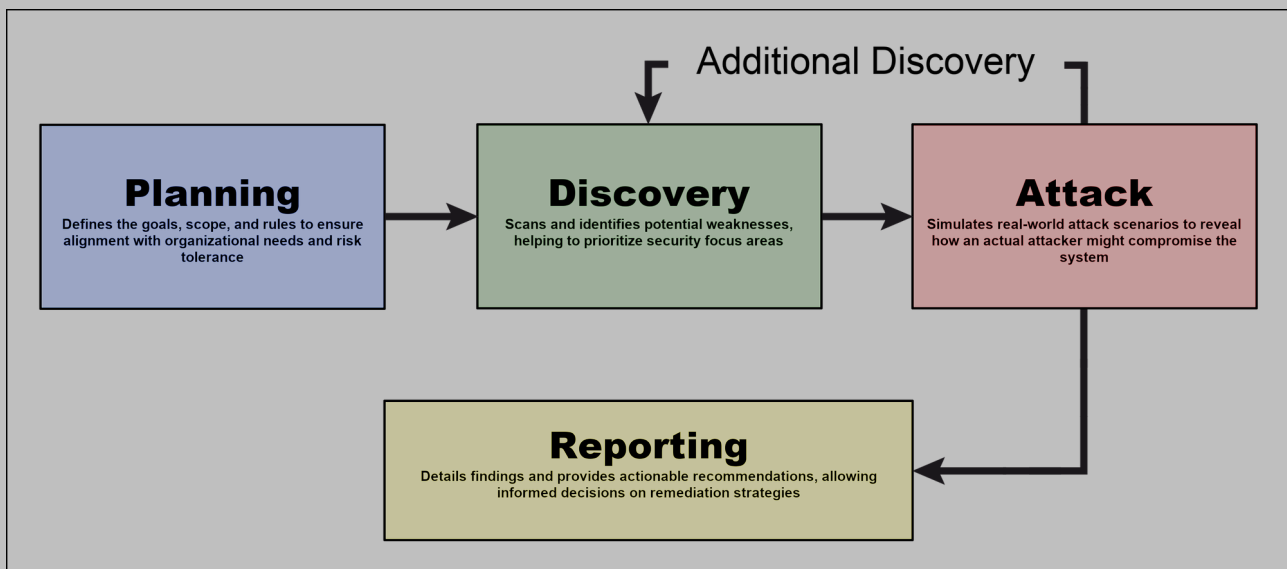 Additional Discovery
Planning
Defines the goals, scope, and rules to ensure
alignment with organizational needs and risk
tolerance
Discovery
Scans and identifies potential weaknesses,
helping to prioritize security focus areas
Attack
Simulates real-world attack scenarios to reveal
how an actual attacker might compromise the
system
Reporting
Details findings and provides actionable recommendations, allowing
informed decisions on remediation strategies